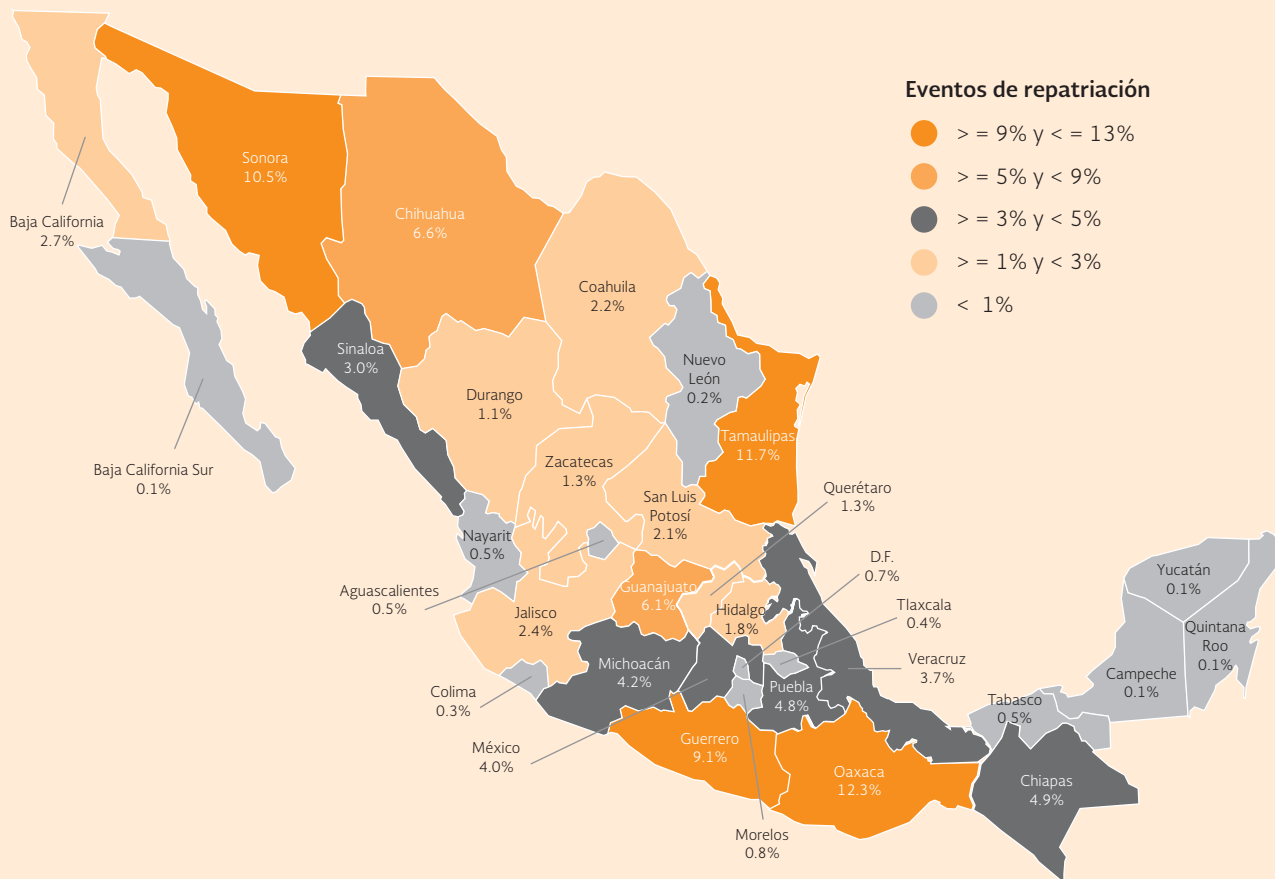 Eventos de repatriación
> = 9% y < = 13%
> = 5% y < 9%
> = 3% y < 5%
> = 1% y < 3%
< 1%
Sonora
10.5%
Chihuahua
6.6%
Baja California
2.7%
Coahuila
2.2%
Sinaloa
3.0%
Nuevo
León
0.2%
Durango
1.1%
Tamaulipas
11.7%
Baja California Sur
0.1%
Zacatecas
1.3%
San Luis
Potosí
2.1%
Querétaro
1.3%
Nayarit
0.5%
D.F.
0.7%
Aguascalientes
0.5%
Guanajuato
6.1%
Yucatán
0.1%
Jalisco
2.4%
Hidalgo
1.8%
Tlaxcala
0.4%
Quintana
Roo
0.1%
Michoacán
4.2%
Veracruz
3.7%
Campeche
0.1%
Colima
0.3%
Puebla
4.8%
Tabasco
0.5%
México
4.0%
Guerrero
9.1%
Oaxaca
12.3%
Chiapas
4.9%
Morelos
0.8%